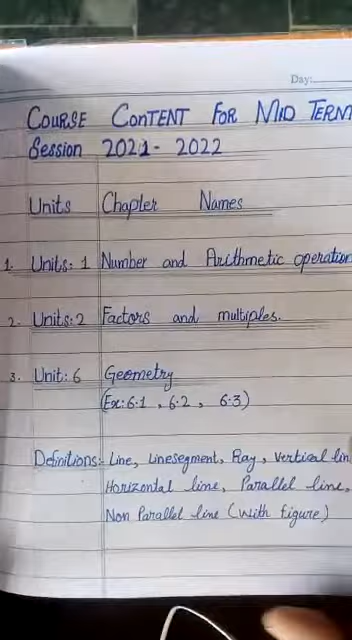 Day:
COURSE CONTENT FOR MID TERM
Session 2021- 2022
Units Chapter Names
1. Units: 1 Number and Arithmetic operation
2. Units: 2 Factors and multiples.
3. Unit: 6 Geometry
(Ex: 6.1 , 6.2 , 6.3)
Definitions:- Line, Linesegment, Ray, vertical lin
Horizontal line, Parallel line,
Non Parallel line (with figure)